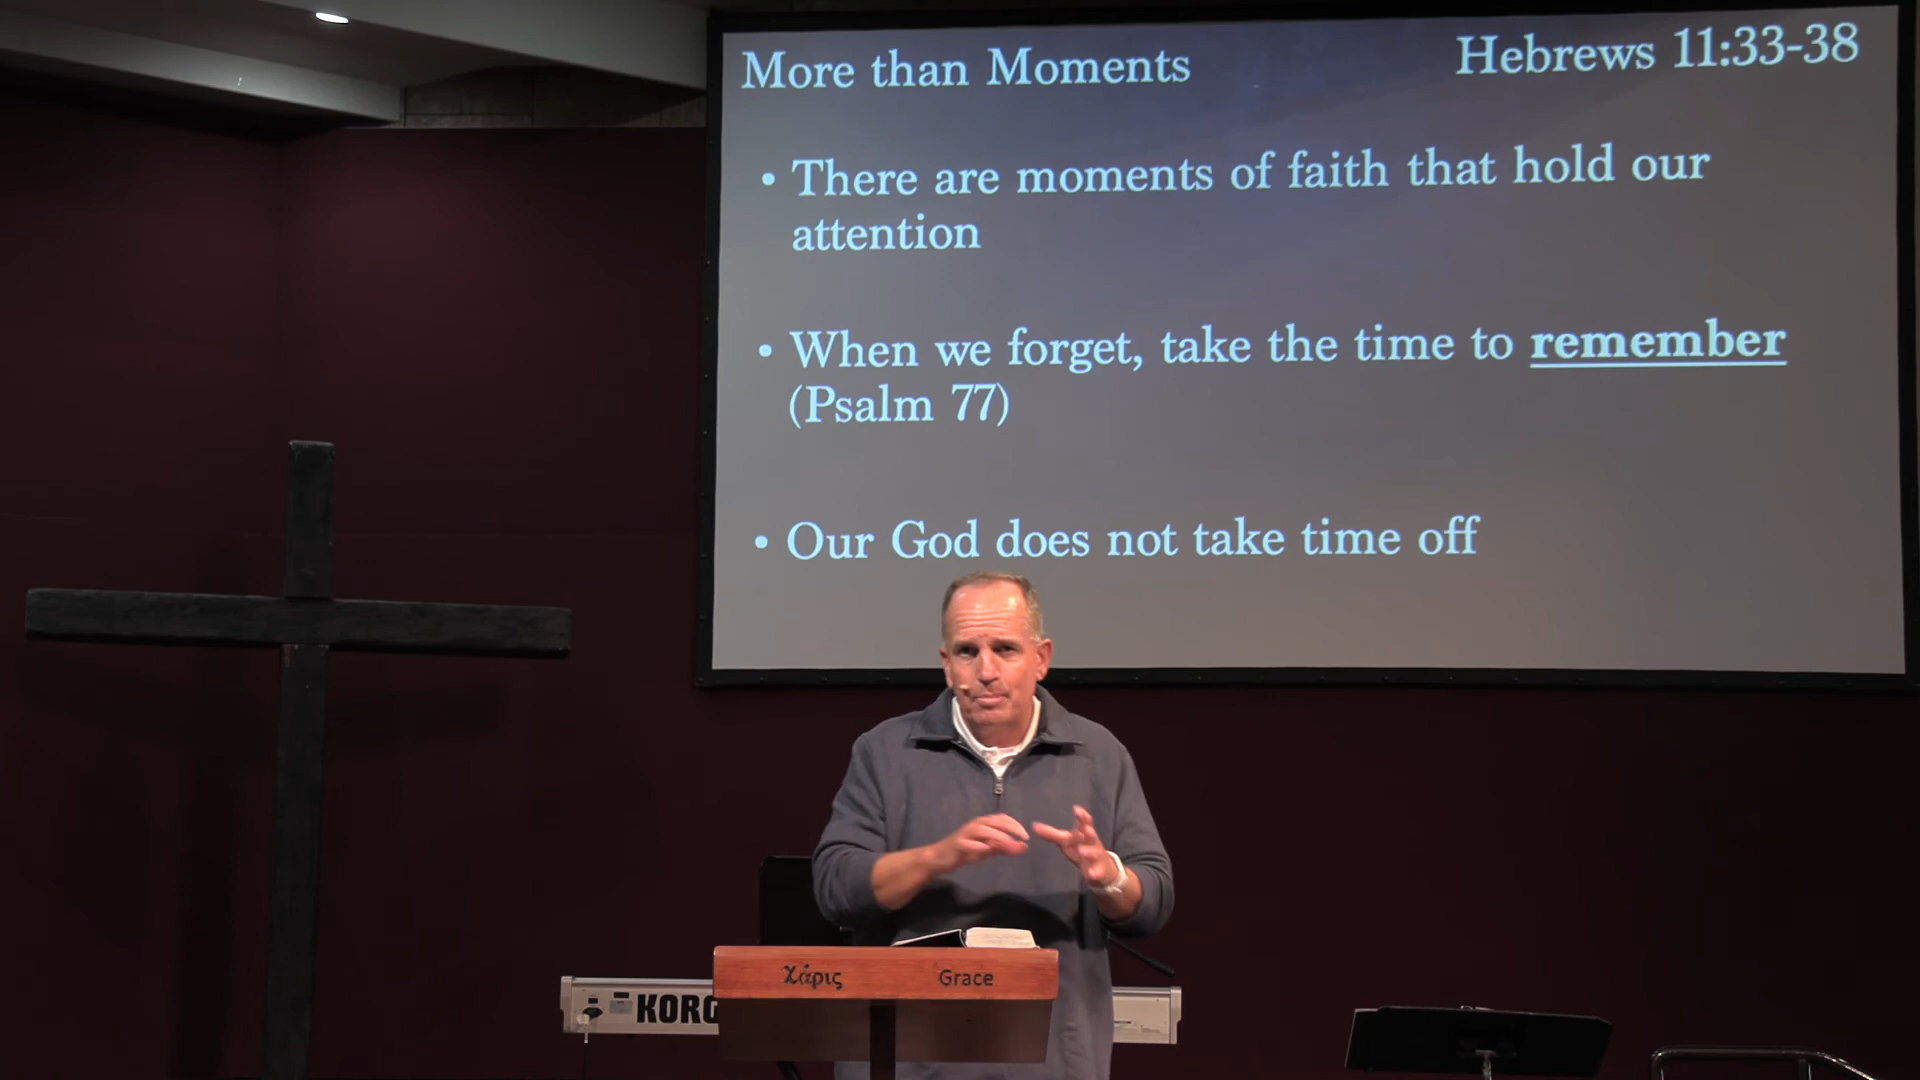 More than Moments
Hebrews 11:33-38
• There are moments of faith that hold our
attention
• When we forget, take the time to remember
(Psalm 77)
• Our God does not take time off
Χάρις
Grace
KORG